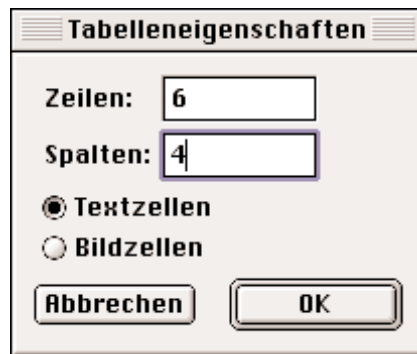 Tabelleneigenschaften
Zeilen: 6
Spalten: 4
Textzellen
Bildzellen
Abbrechen OK